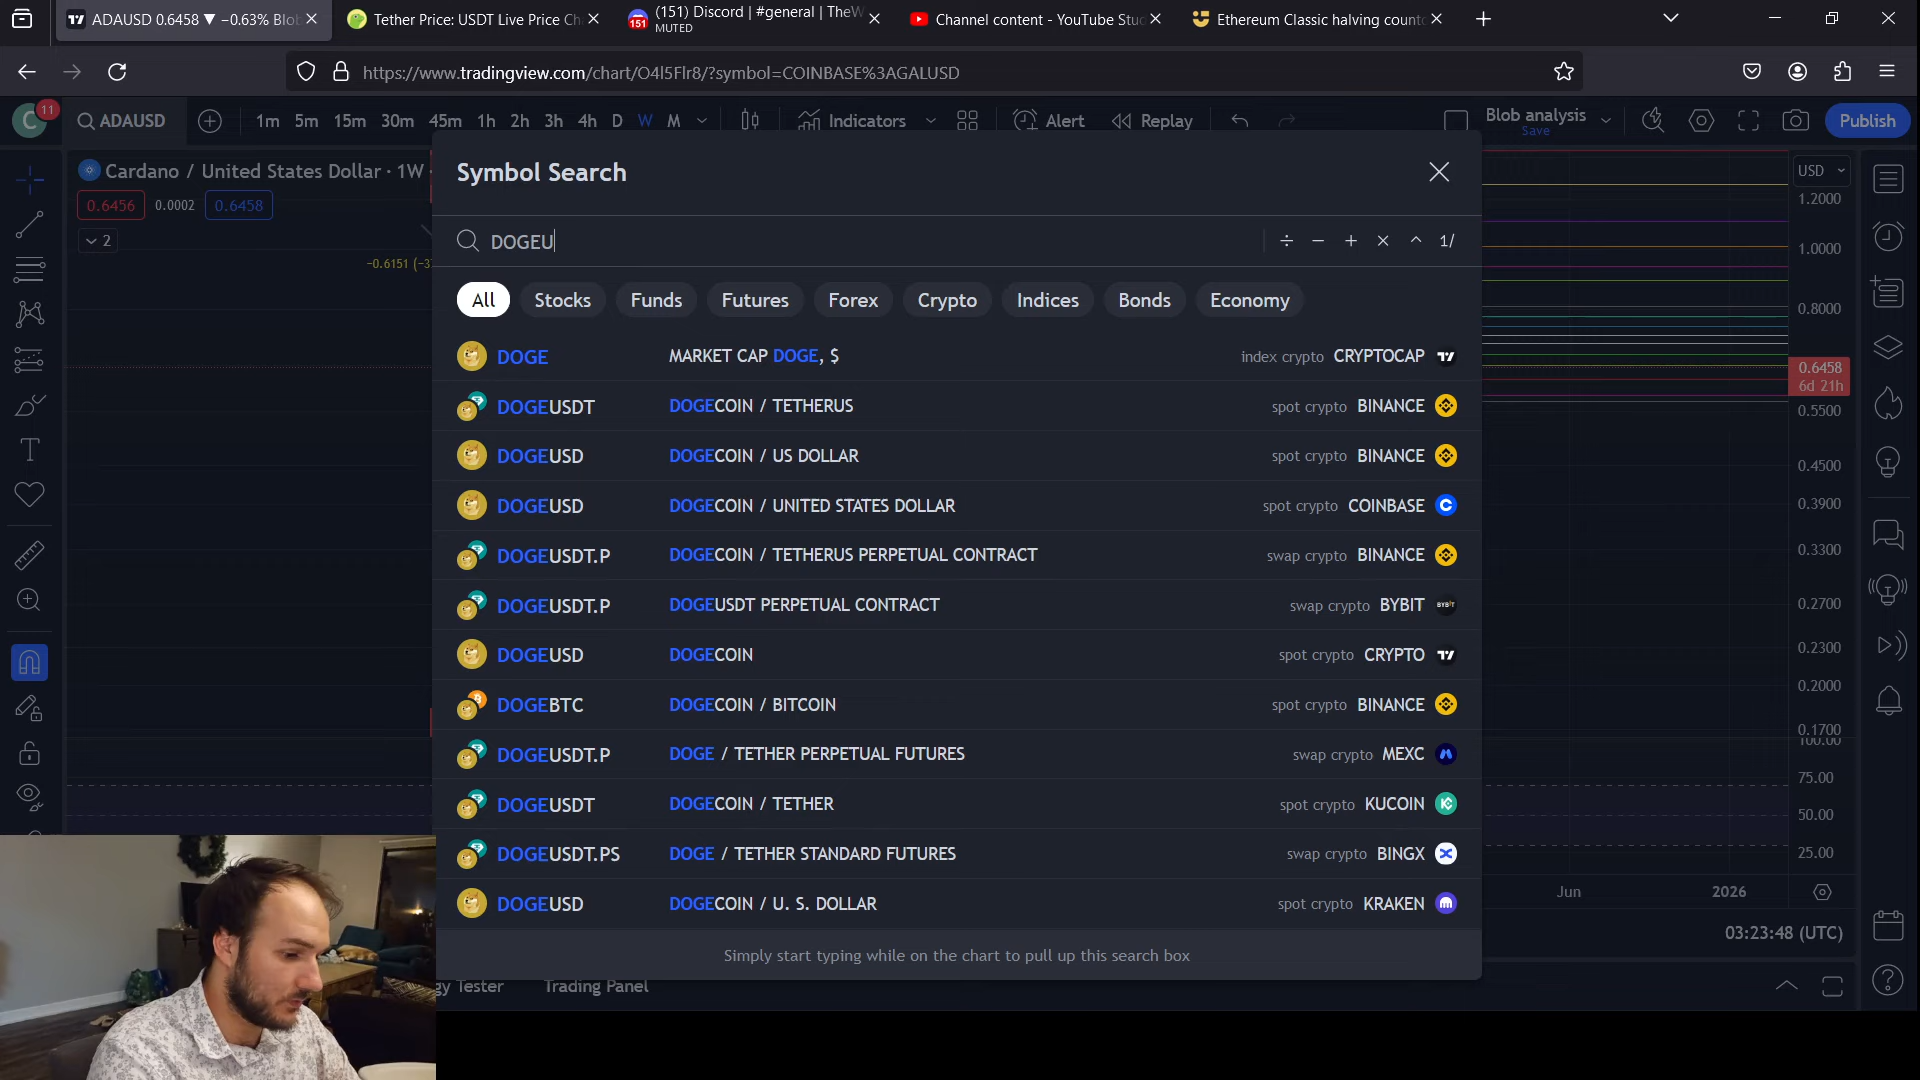 ADAUSD 0.6458 ▼ −0.63% Blob
Tether Price: USDT Live Price Ch
(151) Discord | #general | TheW
MUTED
Channel content - YouTube Stud
Ethereum Classic halving count
https://www.tradingview.com/chart/O4l5Flr8/?symbol=COINBASE%3AGALUSD
C
11
ADAUSD
1m 5m 15m 30m 45m 1h 2h 3h 4h D W M
Indicators
Alert
Replay
Blob analysis
Save
Publish
Cardano / United States Dollar · 1W
0.6456 0.0002 0.6458
2
Symbol Search
DOGEU
÷ − + × ^ 1/
All Stocks Funds Futures Forex Crypto Indices Bonds Economy
DOGE MARKET CAP DOGE, $ index crypto CRYPTOCAP
DOGEUSDT DOGECOIN / TETHERUS spot crypto BINANCE
DOGEUSD DOGECOIN / US DOLLAR spot crypto BINANCE
DOGEUSD DOGECOIN / UNITED STATES DOLLAR spot crypto COINBASE
DOGEUSDT.P DOGECOIN / TETHERUS PERPETUAL CONTRACT swap crypto BINANCE
DOGEUSDT.P DOGEUSDT PERPETUAL CONTRACT swap crypto BYBIT
DOGEUSD DOGECOIN spot crypto CRYPTO
DOGEBTC DOGECOIN / BITCOIN spot crypto BINANCE
DOGEUSDT.P DOGE / TETHER PERPETUAL FUTURES swap crypto MEXC
DOGEUSDT DOGECOIN / TETHER spot crypto KUCOIN
DOGEUSDT.PS DOGE / TETHER STANDARD FUTURES swap crypto BINGX
DOGEUSD DOGECOIN / U. S. DOLLAR spot crypto KRAKEN
Simply start typing while on the chart to pull up this search box
USD
1.2000
1.0000
0.8000
0.6458
6d 21h
0.5500
0.4500
0.3900
0.3300
0.2700
0.2300
0.2000
0.1700
100.00
75.00
50.00
25.00
Jun 2026
03:23:48 (UTC)
gy Tester Trading Panel